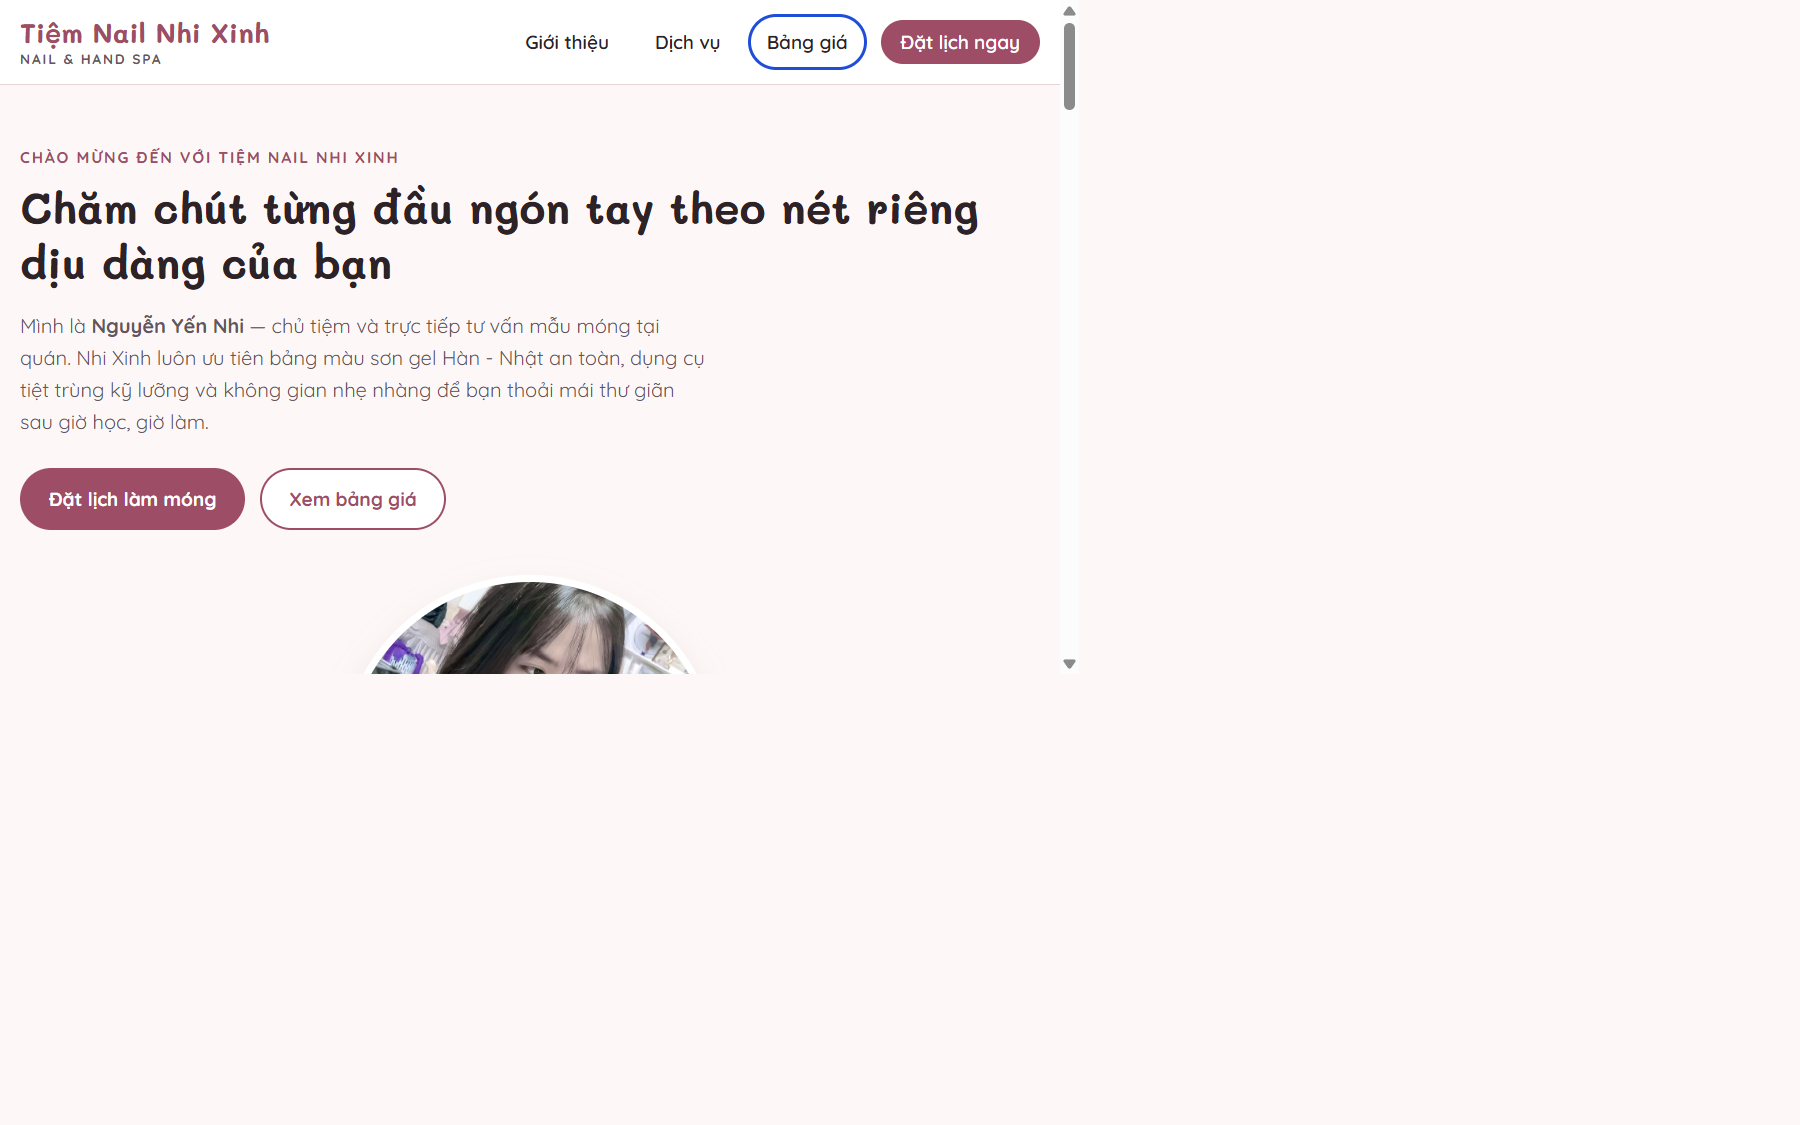 Tiệm Nail Nhi Xinh
NAIL & HAND SPA
Giới thiệu
Dịch vụ
Bảng giá
Đặt lịch ngay
CHÀO MỪNG ĐẾN VỚI TIỆM NAIL NHI XINH
Chăm chút từng đầu ngón tay theo nét riêng
dịu dàng của bạn
Mình là Nguyễn Yến Nhi — chủ tiệm và trực tiếp tư vấn mẫu móng tại
quán. Nhi Xinh luôn ưu tiên bảng màu sơn gel Hàn - Nhật an toàn, dụng cụ
tiệt trùng kỹ lưỡng và không gian nhẹ nhàng để bạn thoải mái thư giãn
sau giờ học, giờ làm.
Đặt lịch làm móng
Xem bảng giá